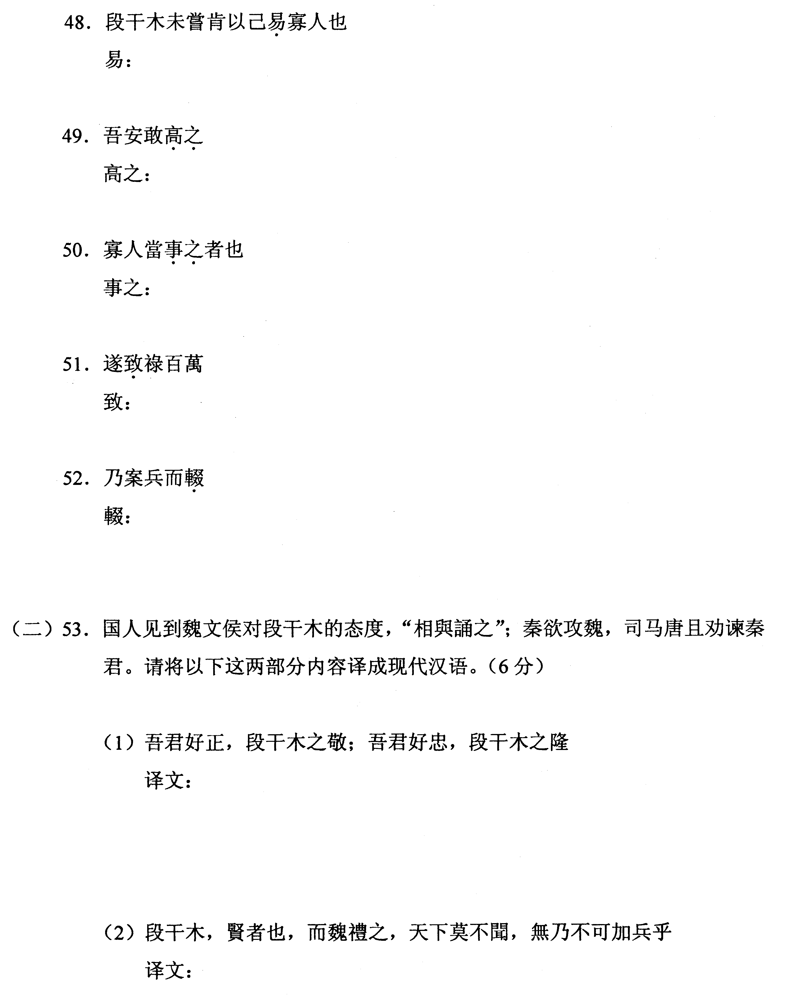 48. 段干木未嘗肯以己易寡人也
易：
49. 吾安敢高之
高之：
50. 寡人當事之者也
事之：
51. 遂致祿百萬
致：
52. 乃案兵而輟
輟：
（二）53. 国人见到魏文侯对段干木的态度，“相與誦之”；秦欲攻魏，司马唐且劝谏秦
君。请将以下这两部分内容译成现代汉语。（6 分）
（1）吾君好正，段干木之敬；吾君好忠，段干木之隆
译文：
（2）段干木，賢者也，而魏禮之，天下莫不聞，無乃不可加兵乎
译文：